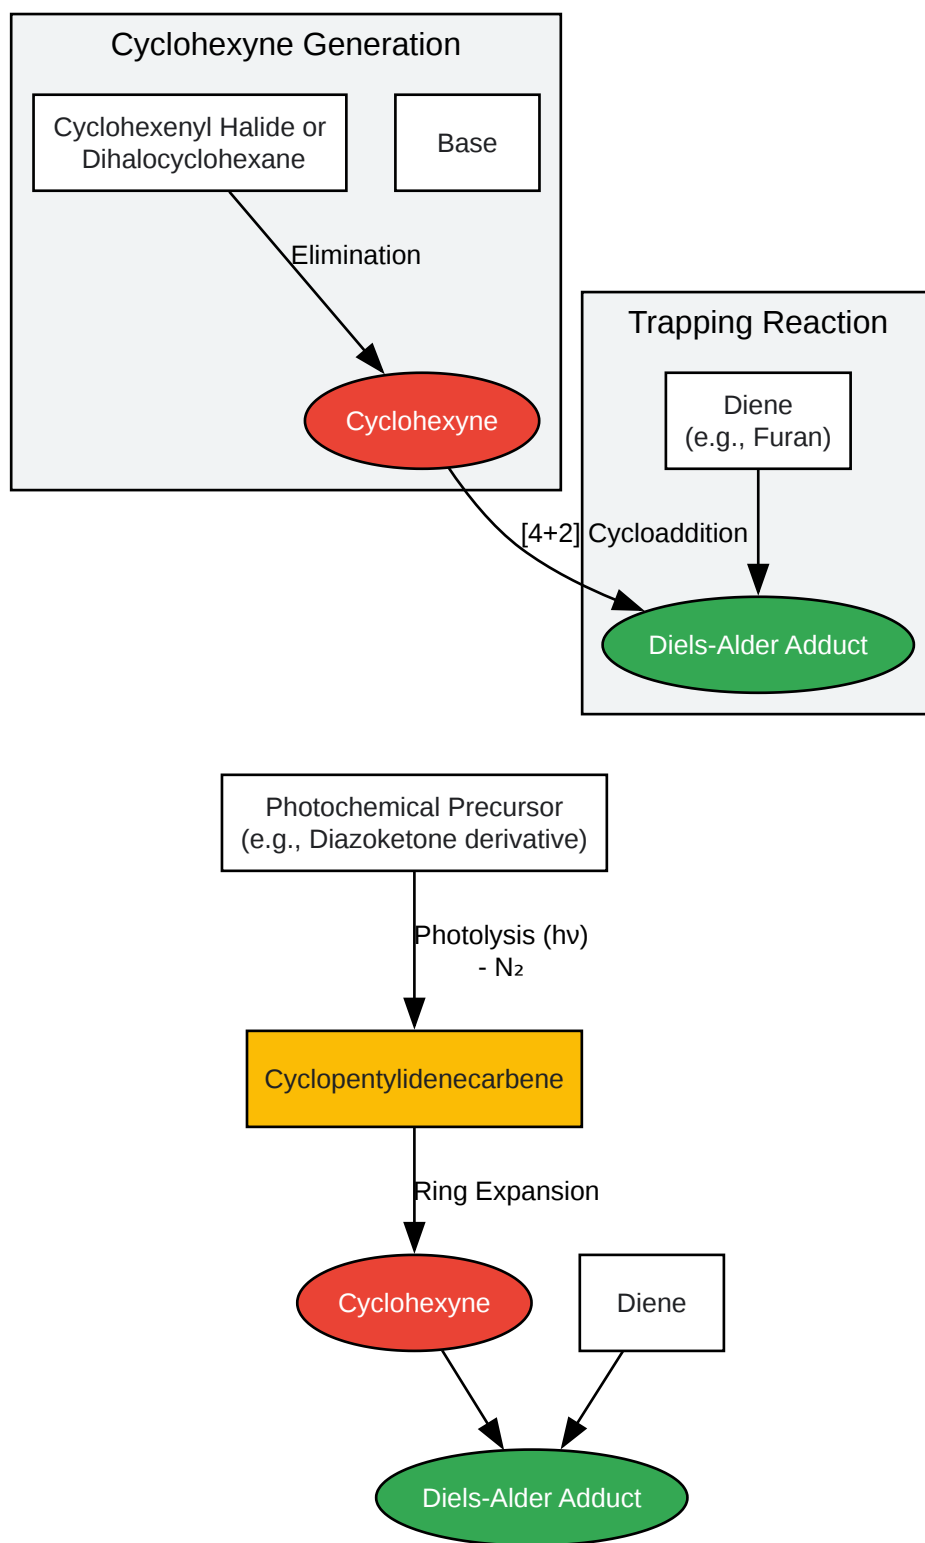 Cyclohexyne Generation
Cyclohexenyl Halide or
Dihalocyclohexane
Base
Elimination
Cyclohexyne
Trapping Reaction
Diene
(e.g., Furan)
[4+2] Cycloaddition
Diels-Alder Adduct
Photochemical Precursor
(e.g., Diazoketone derivative)
Photolysis (hν)
- N₂
Cyclopentylidenecarbene
Ring Expansion
Cyclohexyne
Diene
Diels-Alder Adduct